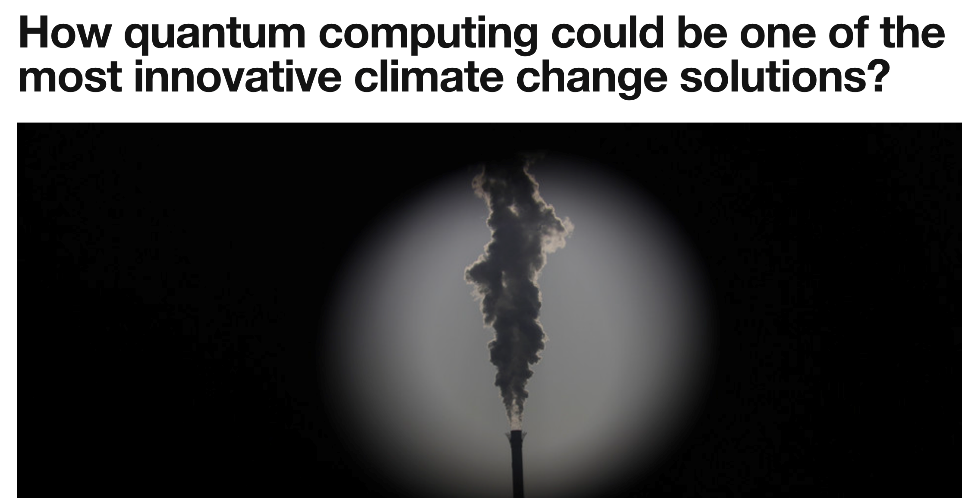 How quantum computing could be one of the
most innovative climate change solutions?